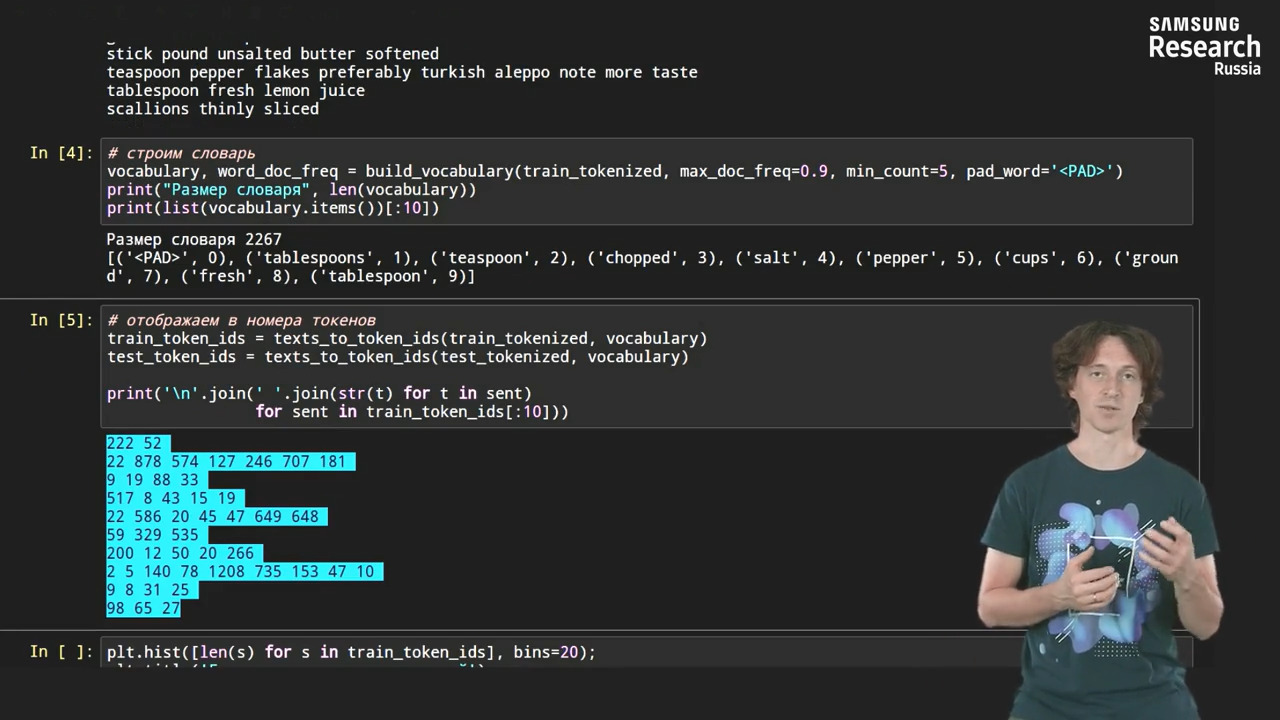 SAMSUNG
Research
Russia
stick pound unsalted butter softened
teaspoon pepper flakes preferably turkish aleppo note more taste
tablespoon fresh lemon juice
scallions thinly sliced
In [4]:
# строим словарь
vocabulary, word_doc_freq = build_vocabulary(train_tokenized, max_doc_freq=0.9, min_count=5, pad_word='<PAD>')
print("Размер словаря", len(vocabulary))
print(list(vocabulary.items())[:10])
Размер словаря 2267
[('<PAD>', 0), ('tablespoons', 1), ('teaspoon', 2), ('chopped', 3), ('salt', 4), ('pepper', 5), ('cups', 6), ('groun
d', 7), ('fresh', 8), ('tablespoon', 9)]
In [5]:
# отображаем в номера токенов
train_token_ids = texts_to_token_ids(train_tokenized, vocabulary)
test_token_ids = texts_to_token_ids(test_tokenized, vocabulary)
print('\n'.join(' '.join(str(t) for t in sent)
for sent in train_token_ids[:10]))
222 52
22 878 574 127 246 707 181
9 19 88 33
517 8 43 15 19
22 586 20 45 47 649 648
59 329 535
200 12 50 20 266
2 5 140 78 1208 735 153 47 10
9 8 31 25
98 65 27
In [ ]:
plt.hist([len(s) for s in train_token_ids], bins=20);